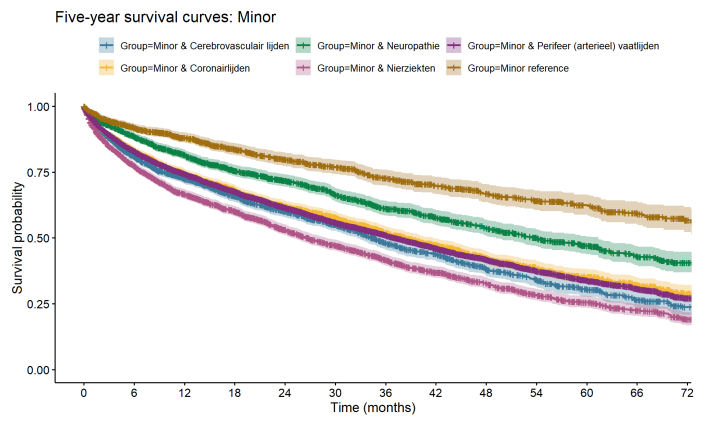 Five-year survival curves: Minor
Group=Minor & Cerebrovasculair lijden Group=Minor & Neuropathie Group=Minor & Perifeer (arterieel) vaatlijden
Group=Minor & Coronairlijden Group=Minor & Nierziekten Group=Minor reference
1.00
0.75
0.50
0.25
0.00
Survival probability
0 6 12 18 24 30 36 42 48 54 60 66 72
Time (months)